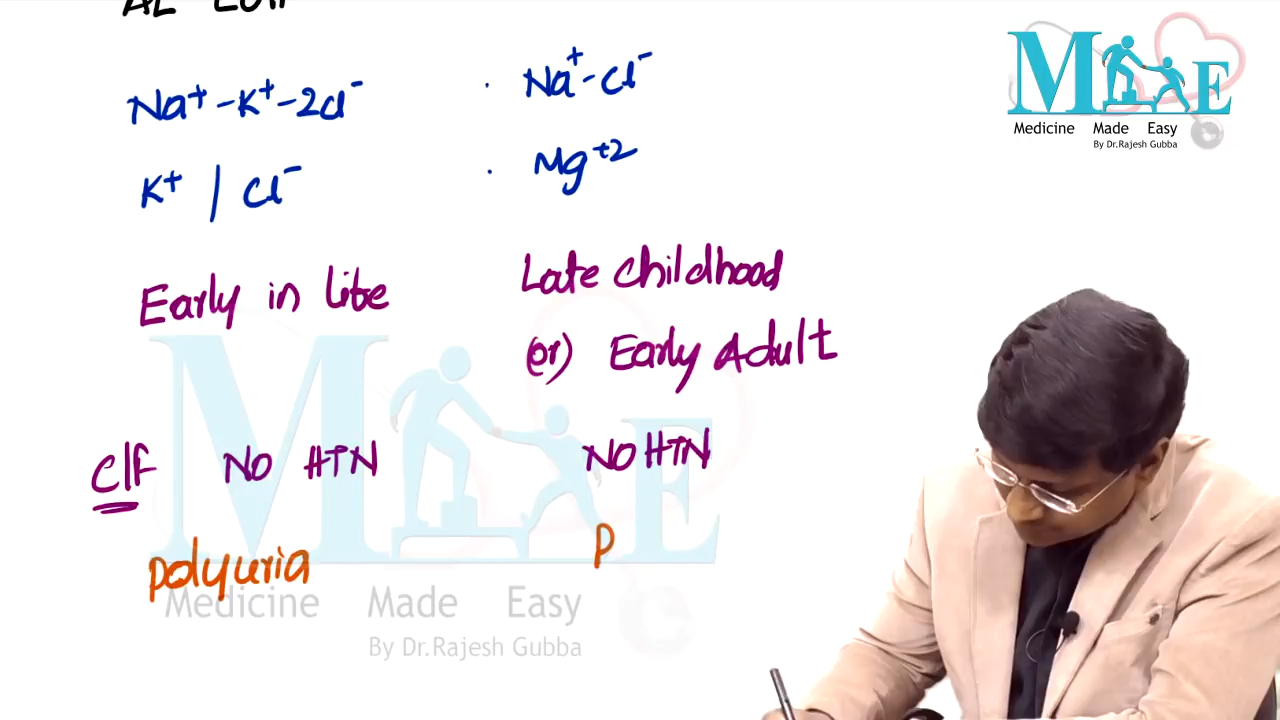 Na+ -K+ -2Cl-
· Na+ -Cl-
K+ / Cl-
· Mg+2
Early in life
Late childhood
(or) Early Adult
C/F NO HTN
NO HTN
polyuria
P
MME
Medicine Made Easy
By Dr.Rajesh Gubba
M E
Medicine Made Easy
By Dr.Rajesh Gubba